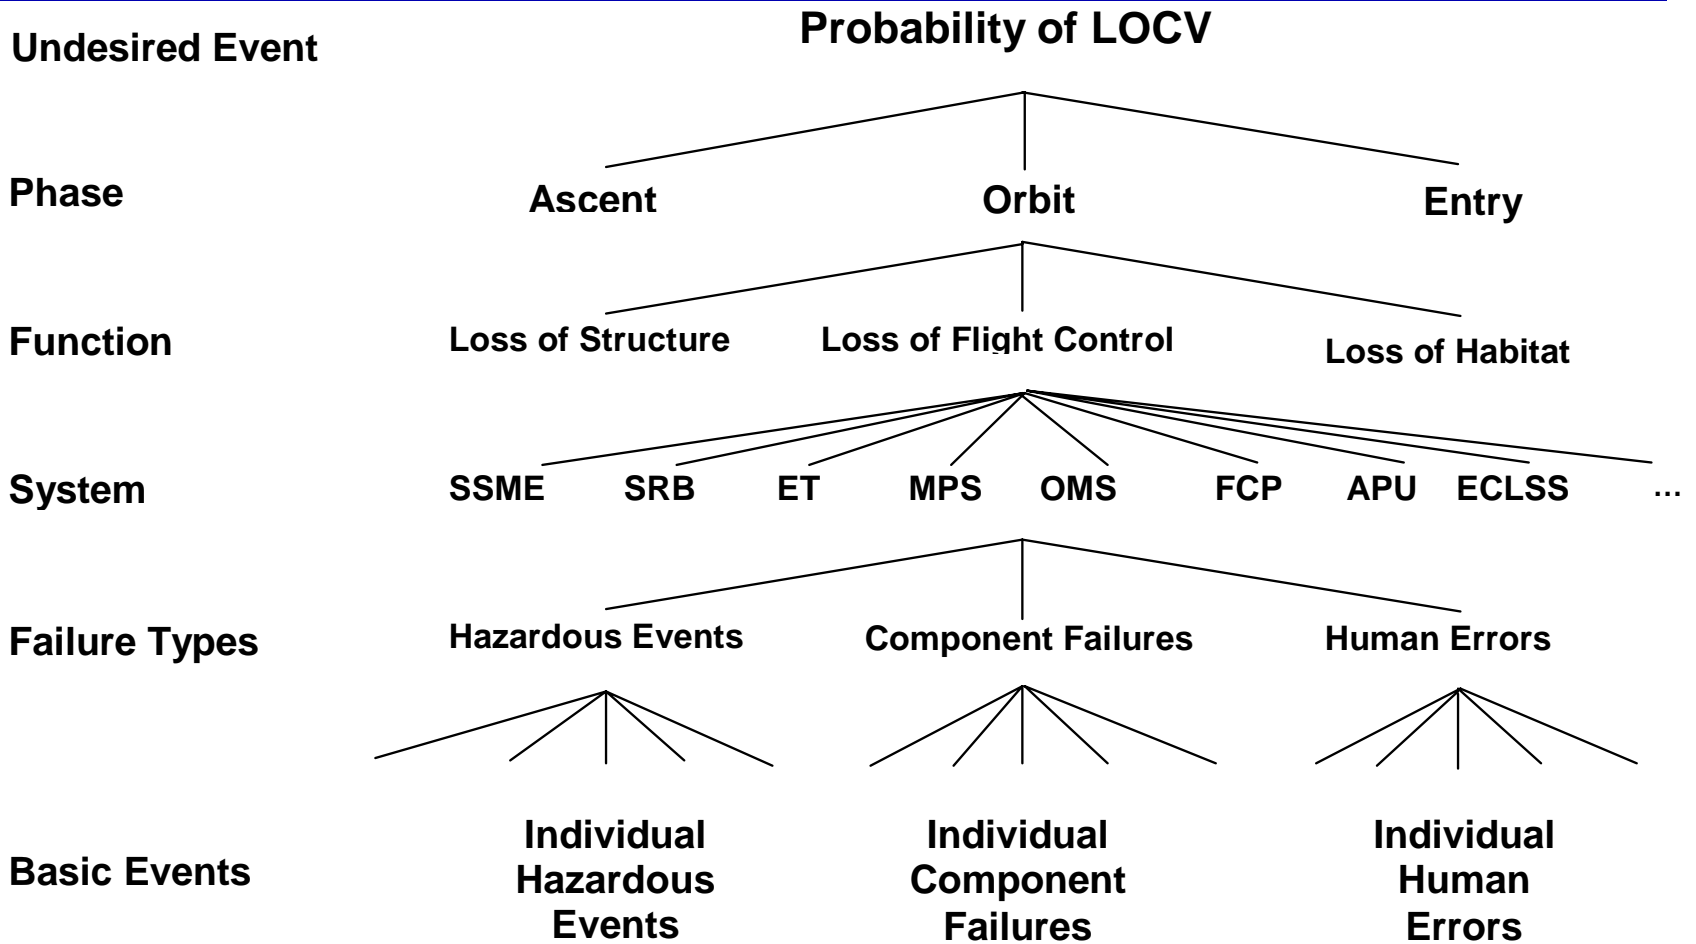 Probability of LOCV
Undesired Event
Phase
Ascent Orbit Entry
Function
Loss of Structure Loss of Flight Control Loss of Habitat
System
SSME SRB ET MPS OMS FCP APU ECLSS ...
Failure Types
Hazardous Events Component Failures Human Errors
Basic Events
Individual
Hazardous
Events
Individual
Component
Failures
Individual
Human
Errors